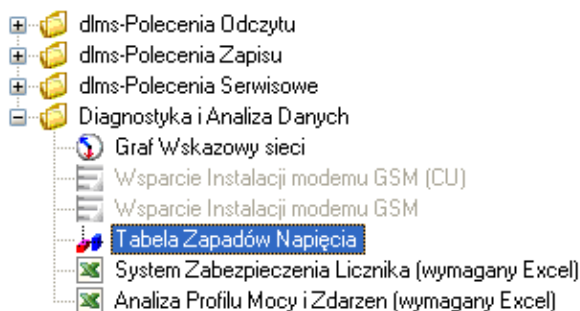 dlms-Polecenia Odczytu
dlms-Polecenia Zapisu
dlms-Polecenia Serwisowe
Diagnostyka i Analiza Danych
Graf Wskazowy sieci
Wsparcie Instalacji modemu GSM (CU)
Wsparcie Instalacji modemu GSM
Tabela Zapadów Napięcia
System Zabezpieczenia Licznika (wymagany Excel)
Analiza Profilu Mocy i Zdarzen (wymagany Excel)